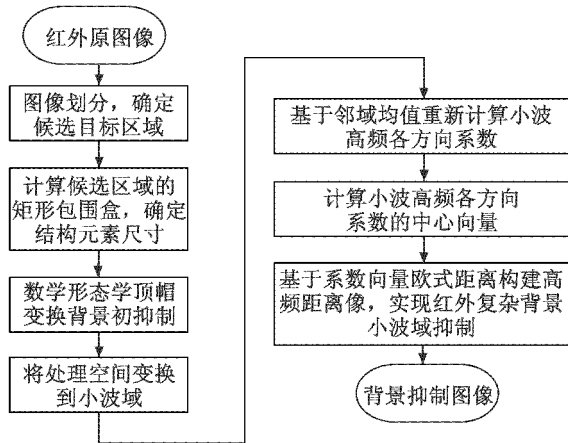 红外原图像
图像划分，确定
候选目标区域
计算候选区域的
矩形包围盒，确定
结构元素尺寸
数学形态学顶帽
变换背景初抑制
将处理空间变换
到小波域
基于邻域均值重新计算小波
高频各方向系数
计算小波高频各方向
系数的中心向量
基于系数向量欧式距离构建高
频距离像，实现红外复杂背景
小波域抑制
背景抑制图像